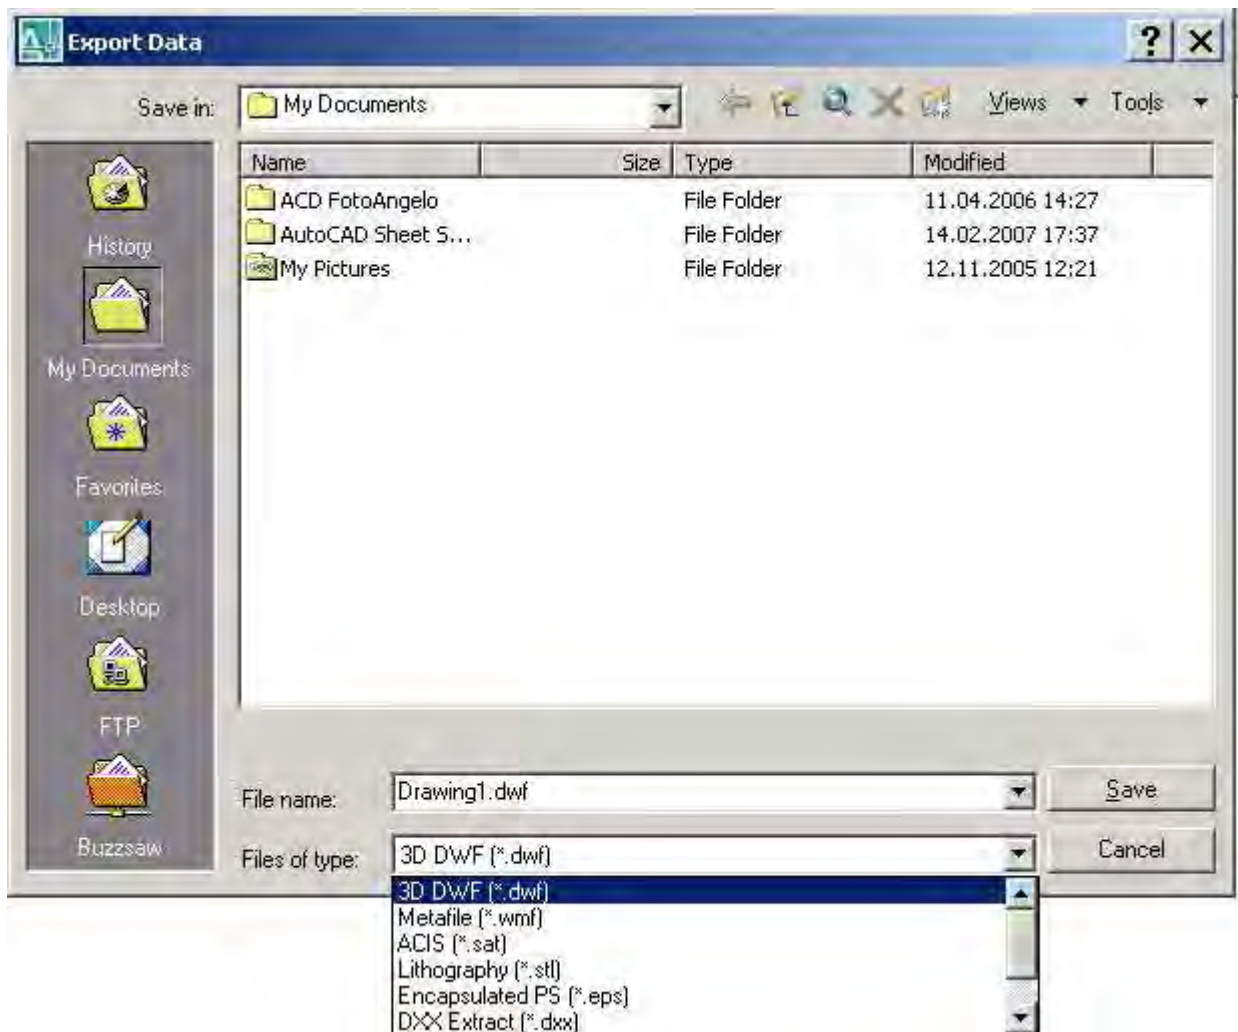 Export Data
Save in:
My Documents
Views
Tools
Name Size Type Modified
ACD FotoAngelo File Folder 11.04.2006 14:27
AutoCAD Sheet S... File Folder 14.02.2007 17:37
My Pictures File Folder 12.11.2005 12:21
History
My Documents
Favorites
Desktop
FTP
Buzzsaw
File name: Drawing1.dwf Save
Files of type: 3D DWF (*.dwf) Cancel
3D DWF (*.dwf)
Metafile (*.wmf)
ACIS (*.sat)
Lithography (*.stl)
Encapsulated PS (*.eps)
DXX Extract (*.dxx)